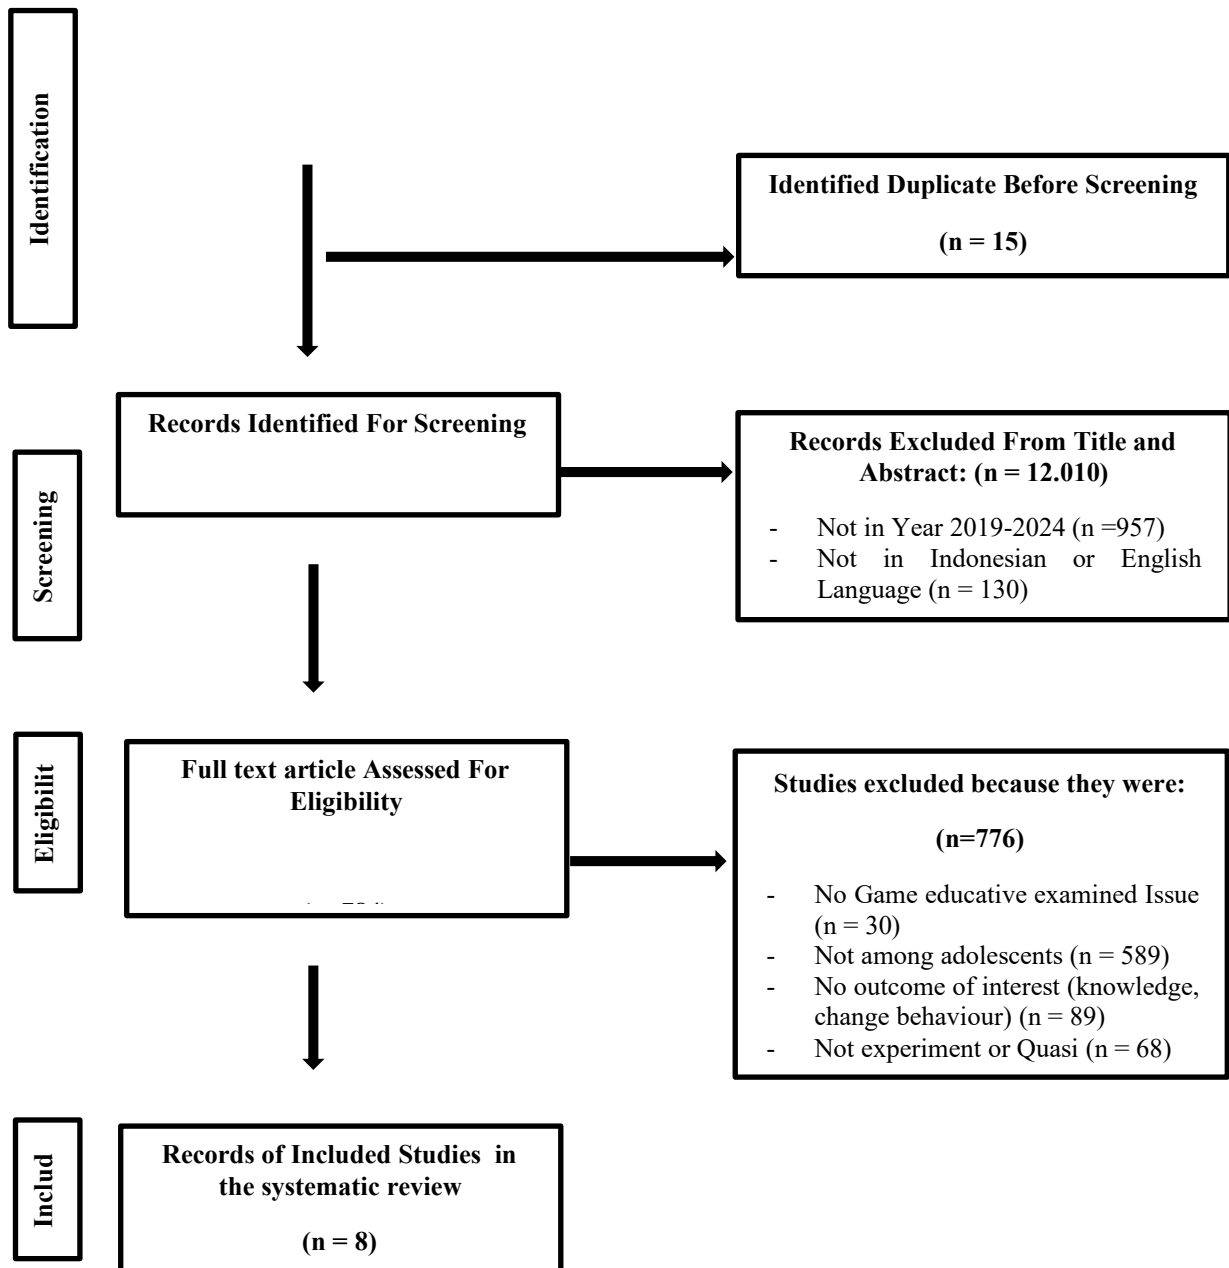 Identification
Identified Duplicate Before Screening
(n = 15)
Records Identified For Screening
Screening
Records Excluded From Title and
Abstract: (n = 12.010)
- Not in Year 2019-2024 (n =957)
- Not in Indonesian or English
Language (n = 130)
Eligibilit
Full text article Assessed For
Eligibility
Studies excluded because they were:
(n=776)
- No Game educative examined Issue
(n = 30)
- Not among adolescents (n = 589)
- No outcome of interest (knowledge,
change behaviour) (n = 89)
- Not experiment or Quasi (n = 68)
Includ
Records of Included Studies in
the systematic review
(n = 8)